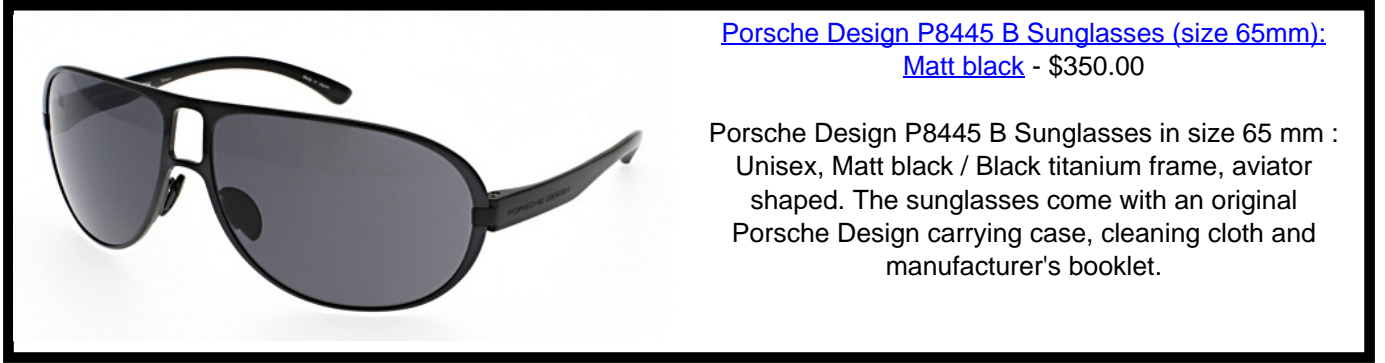 Porsche Design P8445 B Sunglasses (size 65mm):
Matt black - $350.00
Porsche Design P8445 B Sunglasses in size 65 mm :
Unisex, Matt black / Black titanium frame, aviator
shaped. The sunglasses come with an original
Porsche Design carrying case, cleaning cloth and
manufacturer's booklet.
PORSCHE DESIGN